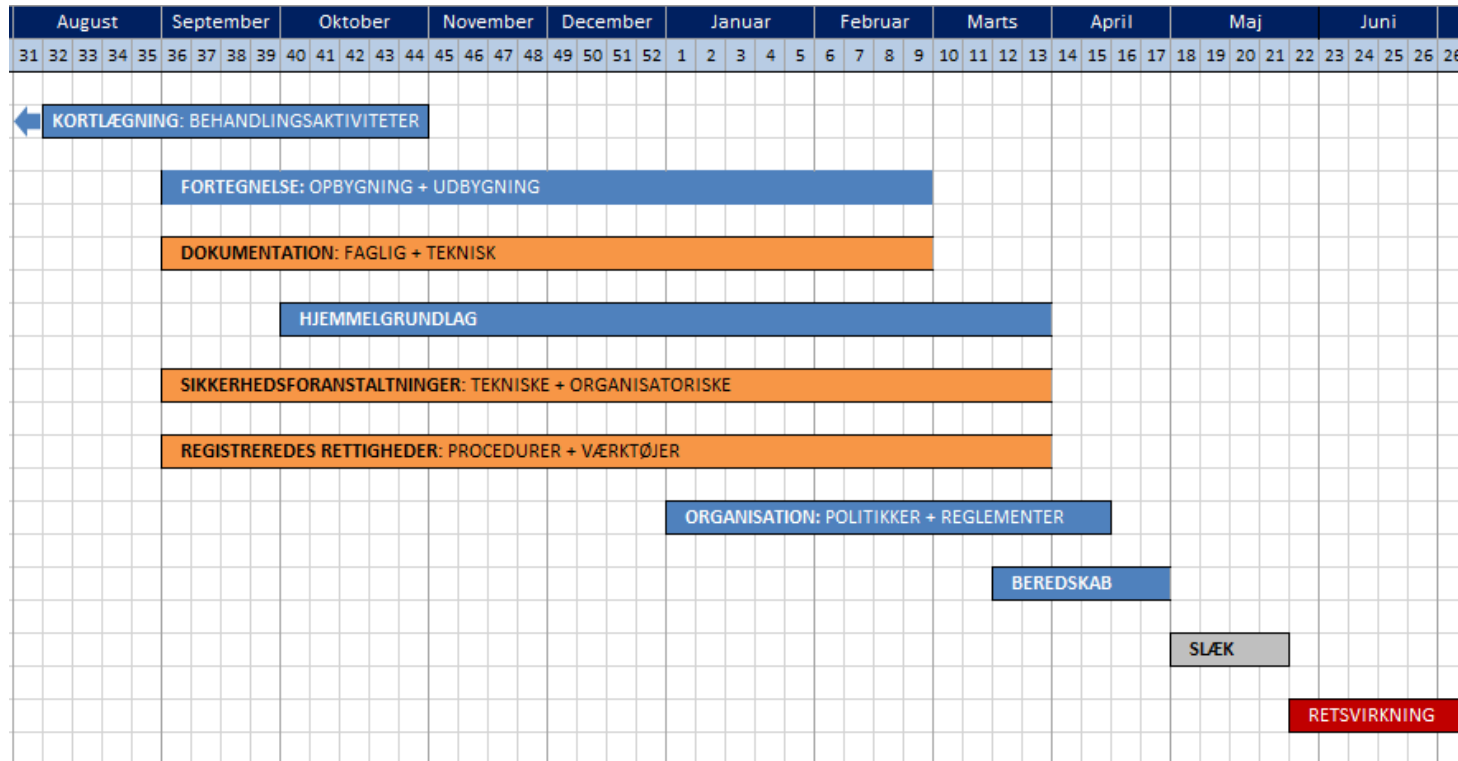 August September Oktober November December Januar Februar Marts April Maj Juni
31 32 33 34 35 36 37 38 39 40 41 42 43 44 45 46 47 48 49 50 51 52 1 2 3 4 5 6 7 8 9 10 11 12 13 14 15 16 17 18 19 20 21 22 23 24 25 26 26
KORTLÆGNING: BEHANDLINGSAKTIVITETER
FORTEGNELSE: OPBYGNING + UDBYGNING
DOKUMENTATION: FAGLIG + TEKNISK
HJEMMELGRUNDLAG
SIKKERHEDSFORANSTALTNINGER: TEKNISKE + ORGANISATORISKE
REGISTREREDES RETTIGHEDER: PROCEDURER + VÆRKTØJER
ORGANISATION: POLITIKKER + REGLEMENTER
BEREDSKAB
SLÆK
RETSVIRKNING